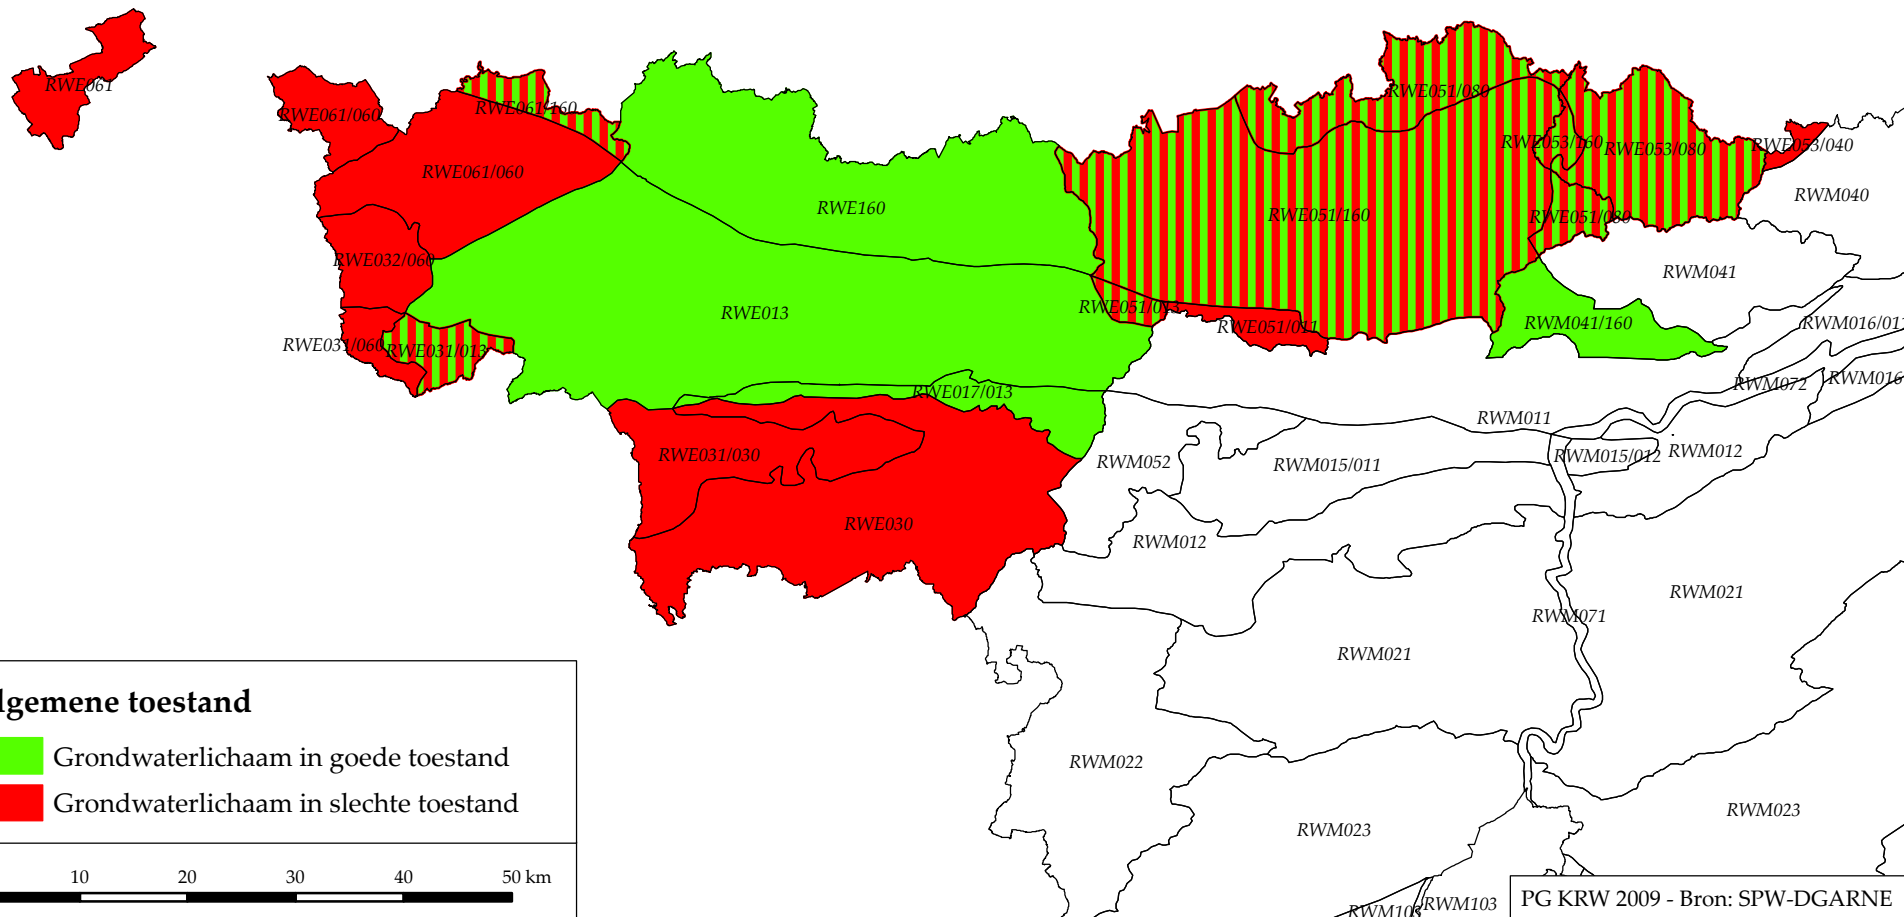 RWE061
RWE061/060
RWE061/160
RWE051/080
RWE053/160
RWE053/080
RWE053/040
RWE061/060
RWM040
RWE160
RWE051/160
RWE051/080
RWE032/060
RWM041
RWE013
RWE051/013
RWE051/011
RWM041/160
RWM016/011
RWE031/060
RWE031/013
RWE017/013
RWM072
RWM016
RWM011
RWE031/030
RWM052
RWM015/011
RWM015/012
RWM012
RWE030
RWM012
RWM021
RWM071
RWM021
RWM022
RWM023
RWM023
RWM103
RWM103
lgemene toestand
Grondwaterlichaam in goede toestand
Grondwaterlichaam in slechte toestand
10 20 30 40 50 km
PG KRW 2009 - Bron: SPW-DGARNE